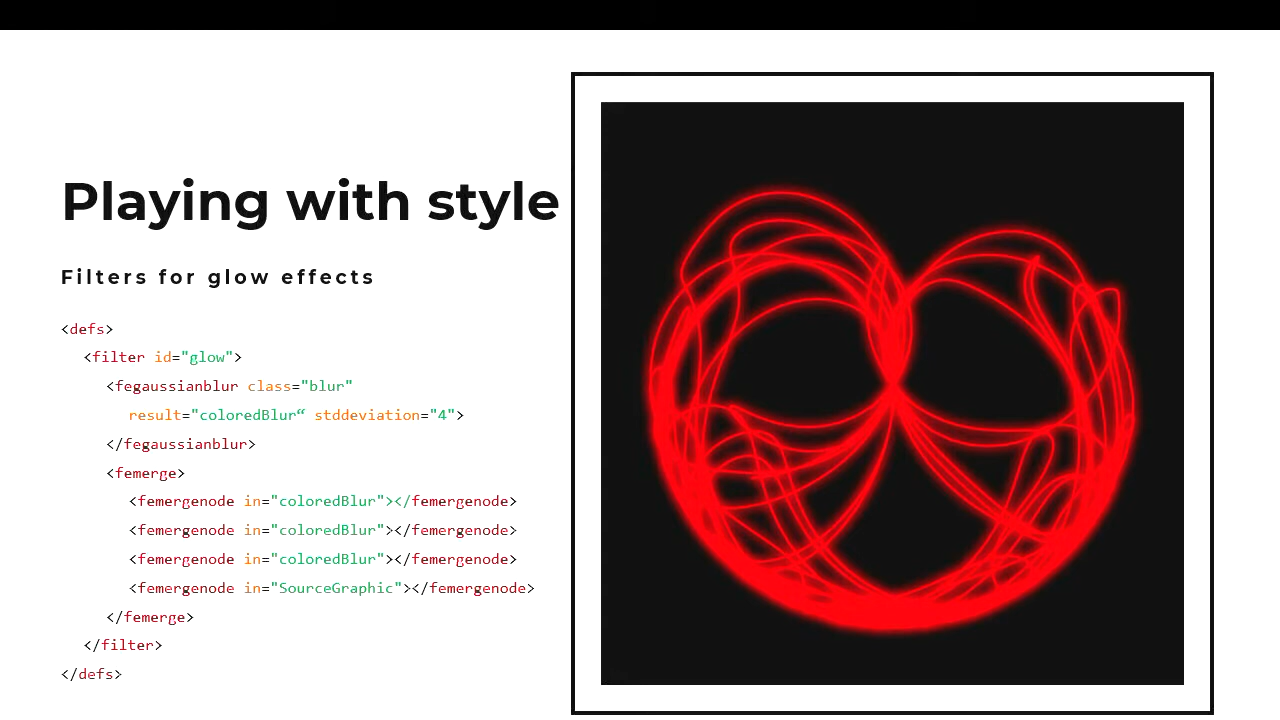 Playing with style
Filters for glow effects
<defs>
<filter id="glow">
<fegaussianblur class="blur"
result="coloredBlur“ stddeviation="4">
</fegaussianblur>
<femerge>
<femergenode in="coloredBlur"></femergenode>
<femergenode in="coloredBlur"></femergenode>
<femergenode in="coloredBlur"></femergenode>
<femergenode in="SourceGraphic"></femergenode>
</femerge>
</filter>
</defs>